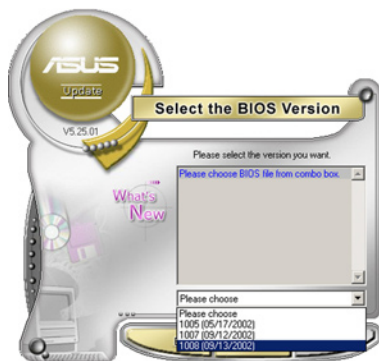 ASUS
Update
V5.25.01
Select the BIOS Version
Please select the version you want.
Please choose BIOS file from combo box.
What's
New
Please choose
Please choose
1005 (05/17/2002)
1007 (09/12/2002)
1008 (09/13/2002)